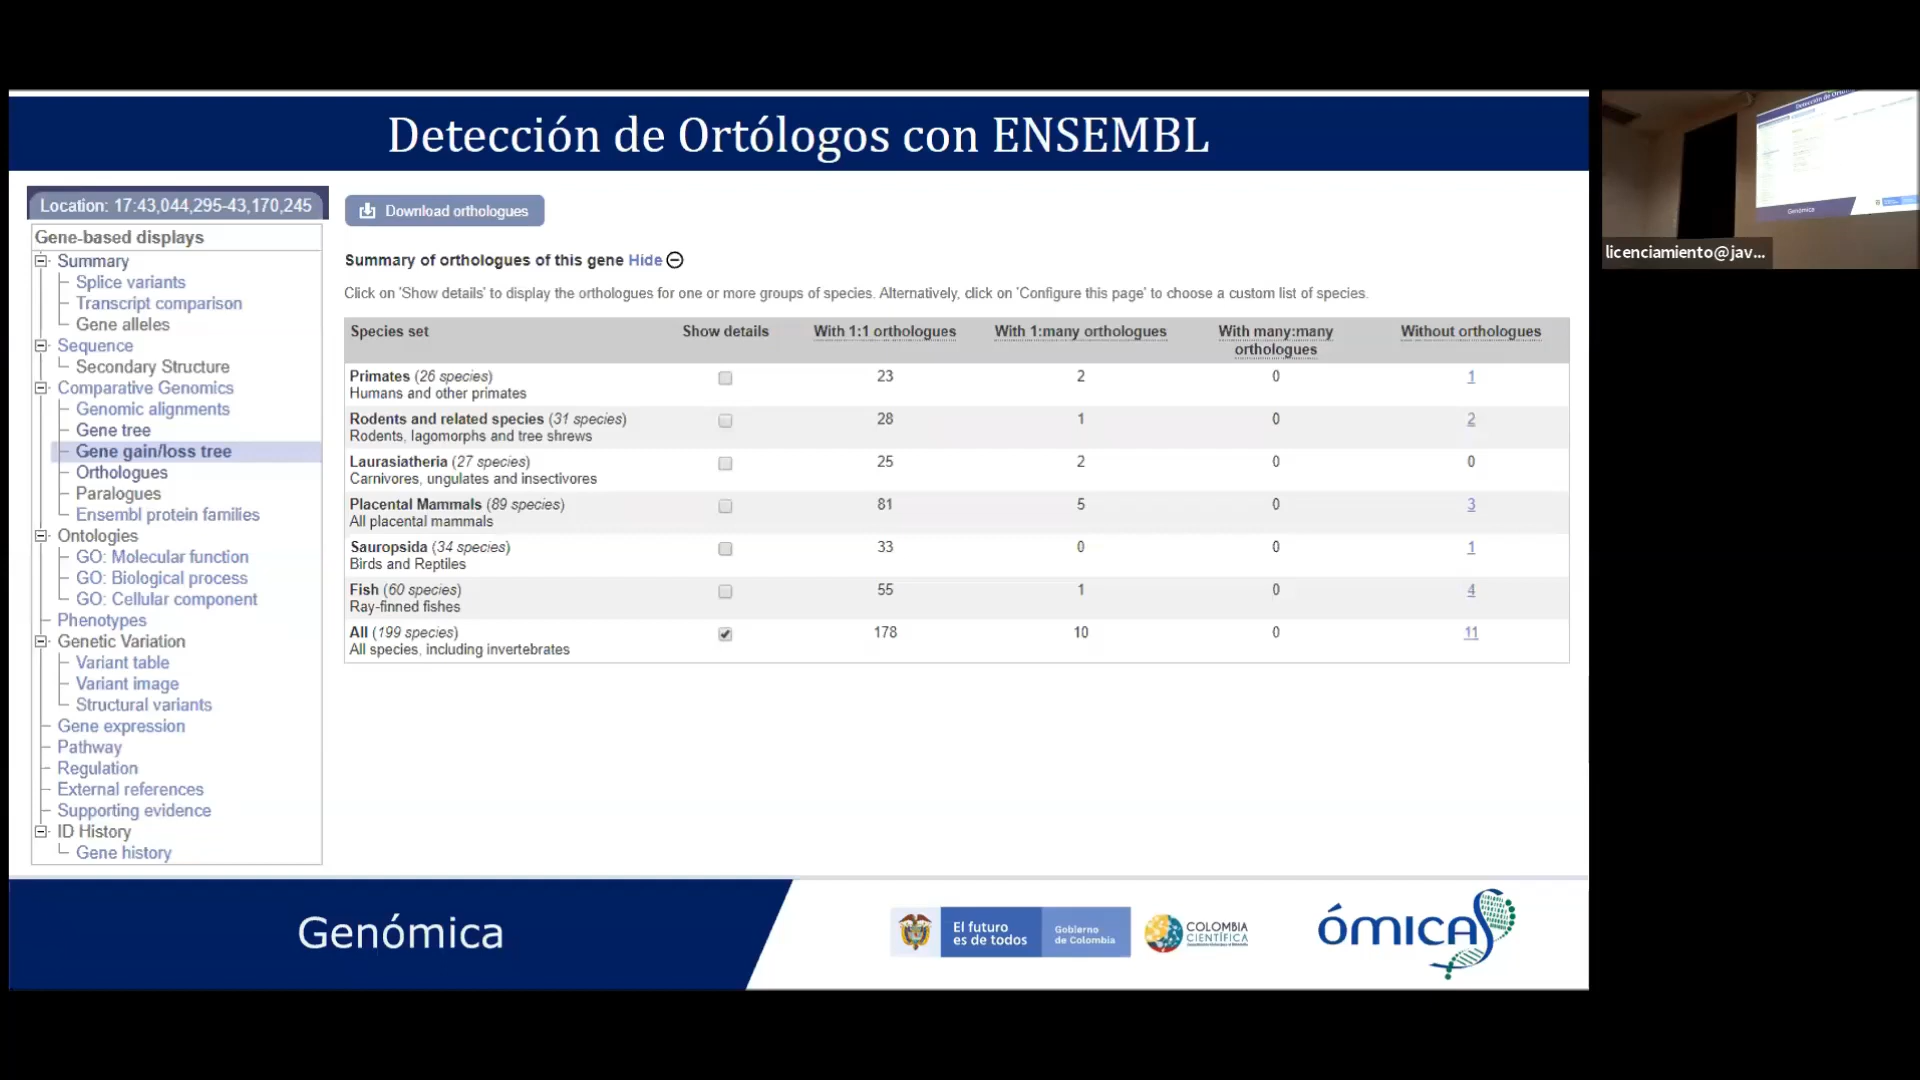 Detección de Ortólogos con ENSEMBL
Location: 17:43,044,295-43,170,245
Gene-based displays
Summary
Splice variants
Transcript comparison
Gene alleles
Sequence
Secondary Structure
Comparative Genomics
Genomic alignments
Gene tree
Gene gain/loss tree
Orthologues
Paralogues
Ensembl protein families
Ontologies
GO: Molecular function
GO: Biological process
GO: Cellular component
Phenotypes
Genetic Variation
Variant table
Variant image
Structural variants
Gene expression
Pathway
Regulation
External references
Supporting evidence
ID History
Gene history
Download orthologues
Summary of orthologues of this gene Hide
Click on 'Show details' to display the orthologues for one or more groups of species. Alternatively, click on 'Configure this page' to choose a custom list of species.
Species set Show details With 1:1 orthologues With 1:many orthologues With many:many orthologues Without orthologues
Primates (26 species) 23 2 0 1
Humans and other primates
Rodents and related species (31 species) 28 1 0 2
Rodents, lagomorphs and tree shrews
Laurasiatheria (27 species) 25 2 0 0
Carnivores, ungulates and insectivores
Placental Mammals (89 species) 81 5 0 3
All placental mammals
Sauropsida (34 species) 33 0 0 1
Birds and Reptiles
Fish (60 species) 55 1 0 4
Ray-finned fishes
All (199 species) 178 10 0 11
All species, including invertebrates
Genómica
El futuro
es de todos
Gobierno
de Colombia
COLOMBIA
CIENTÍFICA
ÓMICAS
licenciamiento@jav...
Genómica